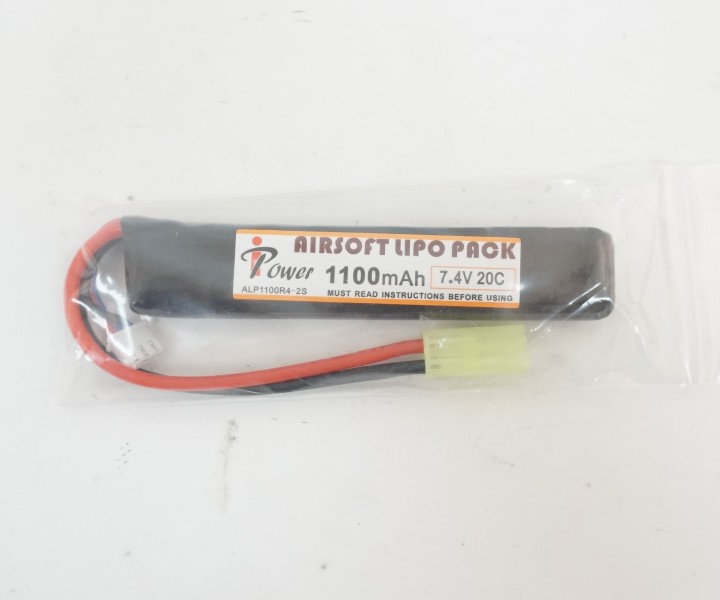 AIRSOFT LIPO PACK
iPower
1100mAh
7.4V 20C
ALP1100R4-2S
MUST READ INSTRUCTIONS BEFORE USING